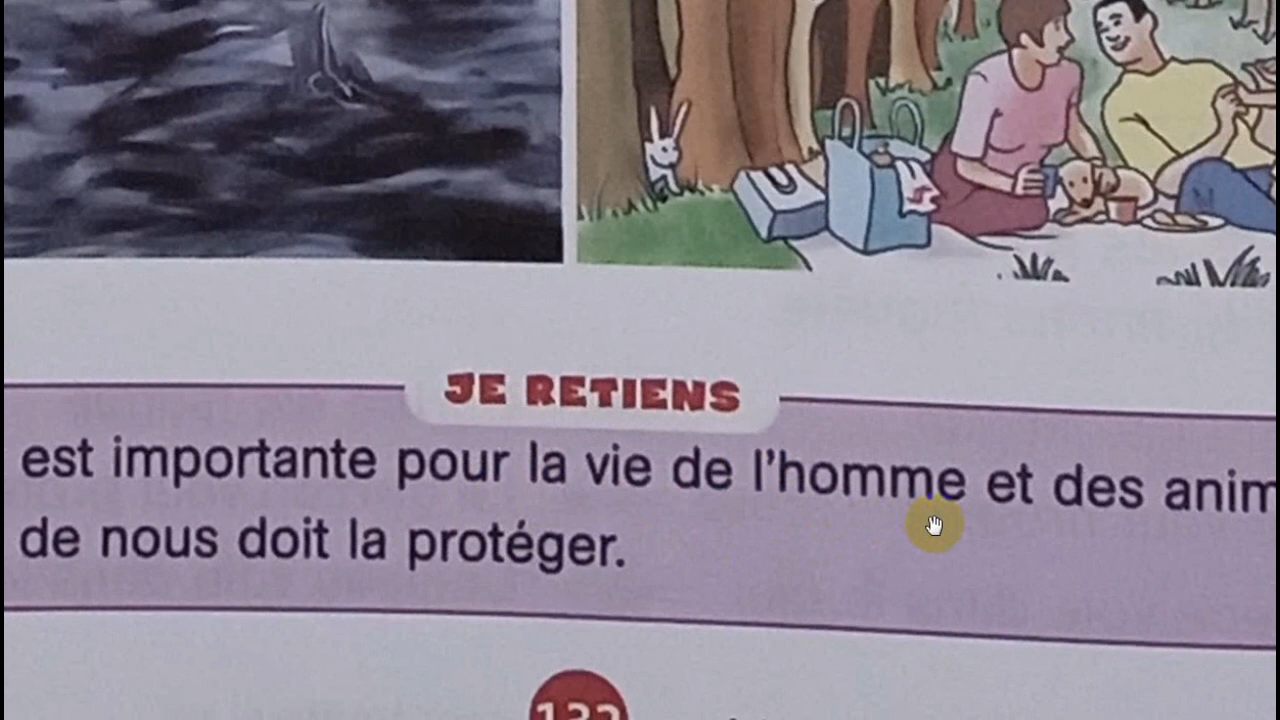 JE RETIENS
est importante pour la vie de l'homme et des anim
de nous doit la protéger.